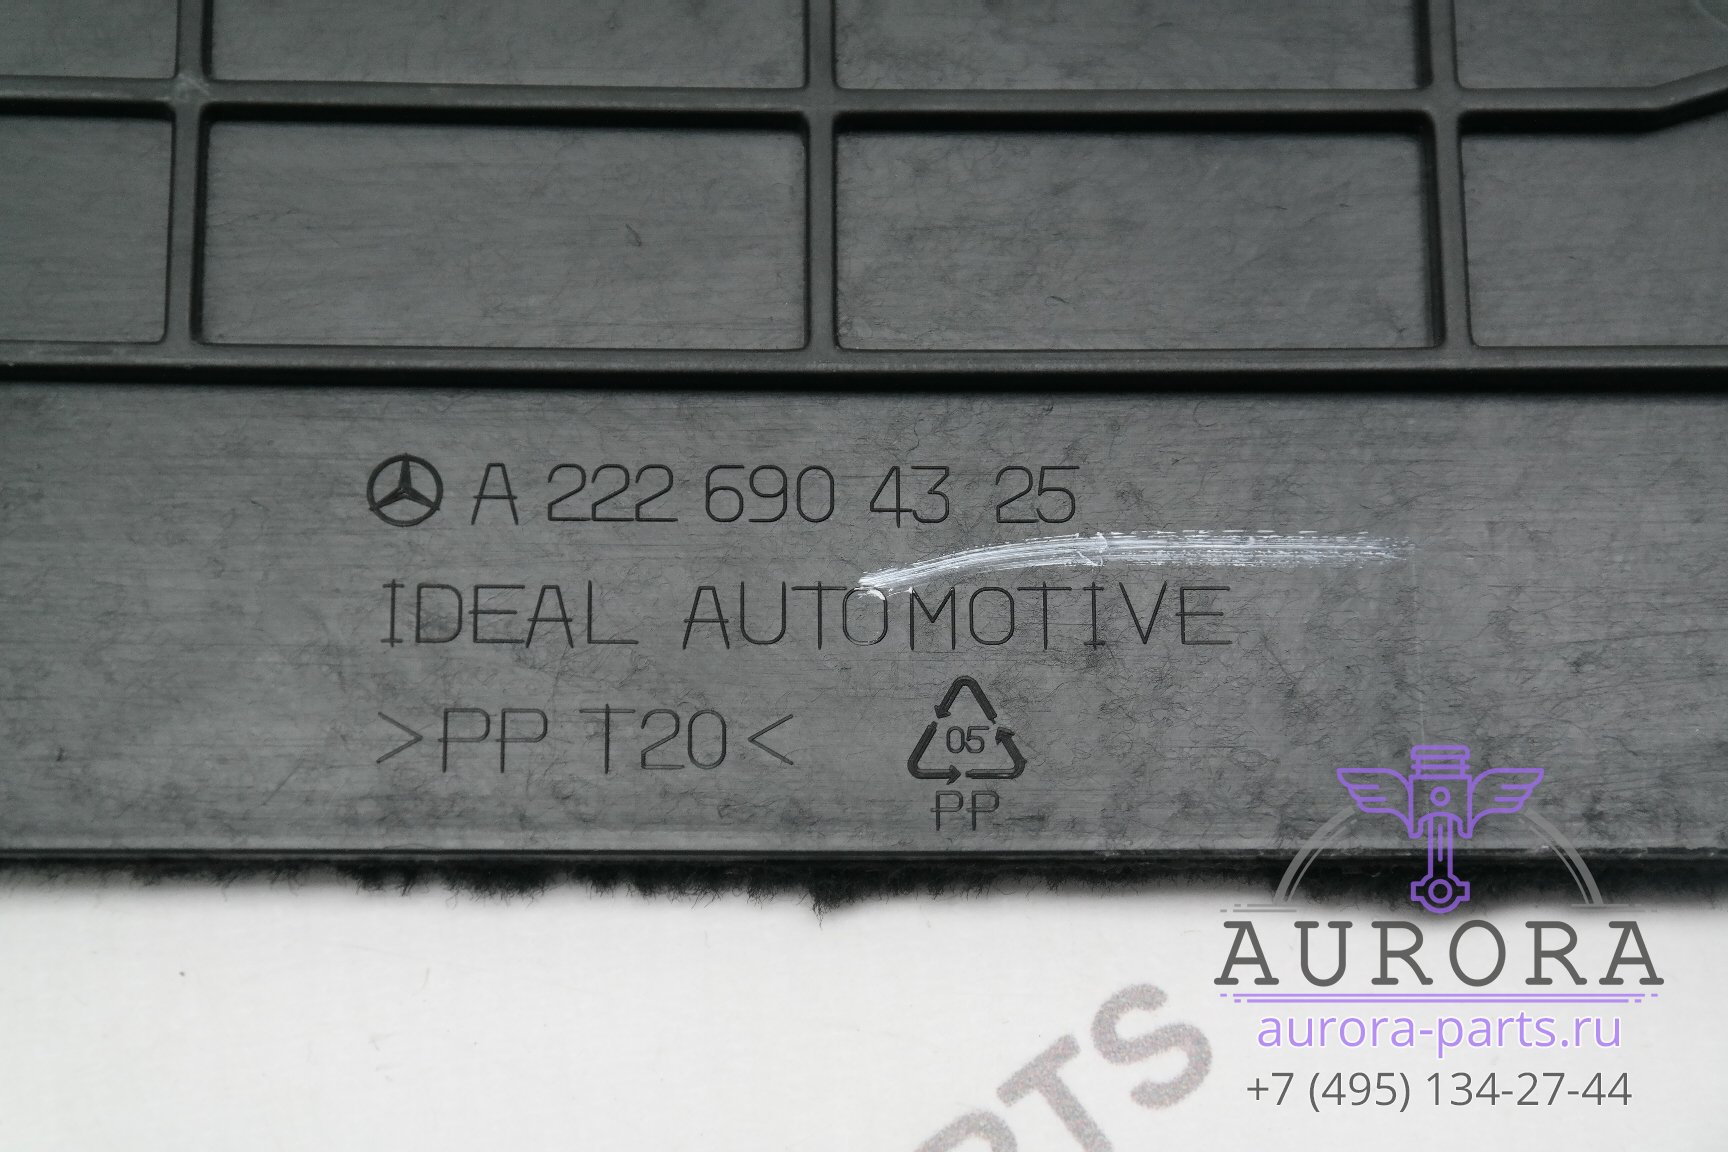 A 222 690 43 25
IDEAL AUTOMOTIVE
>PP T20<
05
PP
AURORA
aurora-parts.ru
+7 (495) 134-27-44